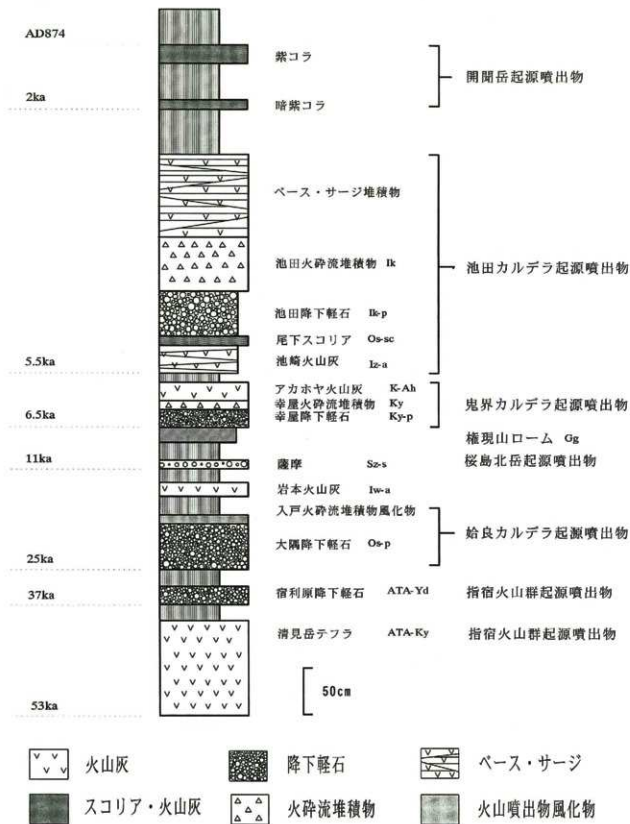 AD874
紫コラ
開聞岳起源噴出物
2ka
暗紫コラ
ベース・サージ堆積物
池田火砕流堆積物 Ik
池田カルデラ起源噴出物
池田降下軽石 Ik-p
尾下スコリア Os-sc
池崎火山灰 Iz-a
5.5ka
アカホヤ火山灰 K-Ah
幸屋火砕流堆積物 Ky
鬼界カルデラ起源噴出物
幸屋降下軽石 Ky-p
6.5ka
権現山ローム Gg
11ka
薩摩 Sz-s
桜島北岳起源噴出物
岩本火山灰 Iw-a
入戸火砕流堆積物風化物
大隅降下軽石 Os-p
姶良カルデラ起源噴出物
25ka
37ka
宿利原降下軽石 ATA-Yd 指宿火山群起源噴出物
清見岳テフラ ATA-Ky 指宿火山群起源噴出物
50cm
53ka
火山灰
降下軽石
ベース・サージ
スコリア・火山灰
火砕流堆積物
火山噴出物風化物